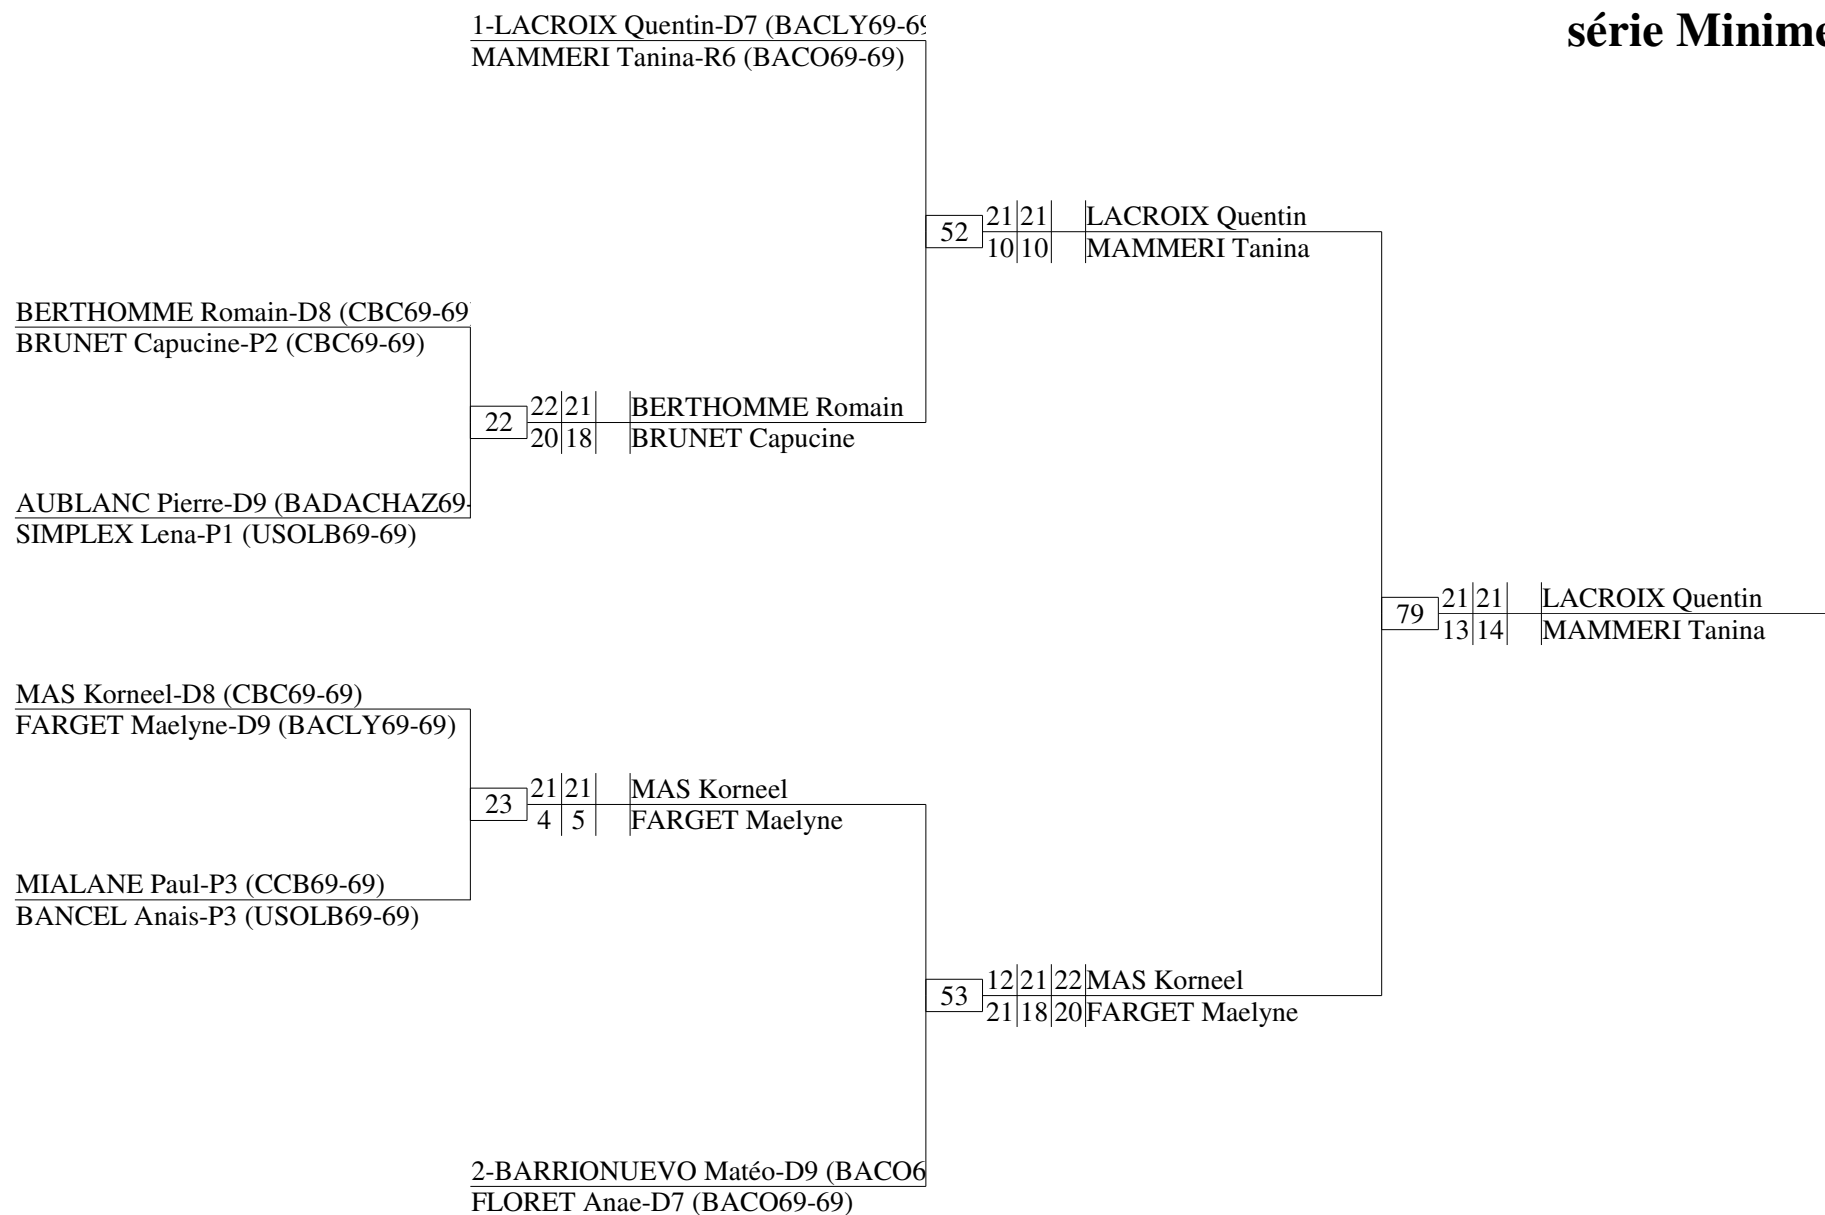 1-LACROIX Quentin-D7 (BACLY69-69
MAMMERI Tanina-R6 (BACO69-69)
série Minime
52
21 21 LACROIX Quentin
10 10 MAMMERI Tanina
BERTHOMME Romain-D8 (CBC69-69
BRUNET Capucine-P2 (CBC69-69)
22
22 21 BERTHOMME Romain
20 18 BRUNET Capucine
AUBLANC Pierre-D9 (BADACHAZ69-
SIMPLEX Lena-P1 (USOLB69-69)
79
21 21 LACROIX Quentin
13 14 MAMMERI Tanina
MAS Korneel-D8 (CBC69-69)
FARGET Maelyne-D9 (BACLY69-69)
23
21 21 MAS Korneel
4 5 FARGET Maelyne
MIALANE Paul-P3 (CCB69-69)
BANCEL Anais-P3 (USOLB69-69)
53
12 21 22 MAS Korneel
21 18 20 FARGET Maelyne
2-BARRIONUEVO Matéo-D9 (BACO6
FLORET Anae-D7 (BACO69-69)